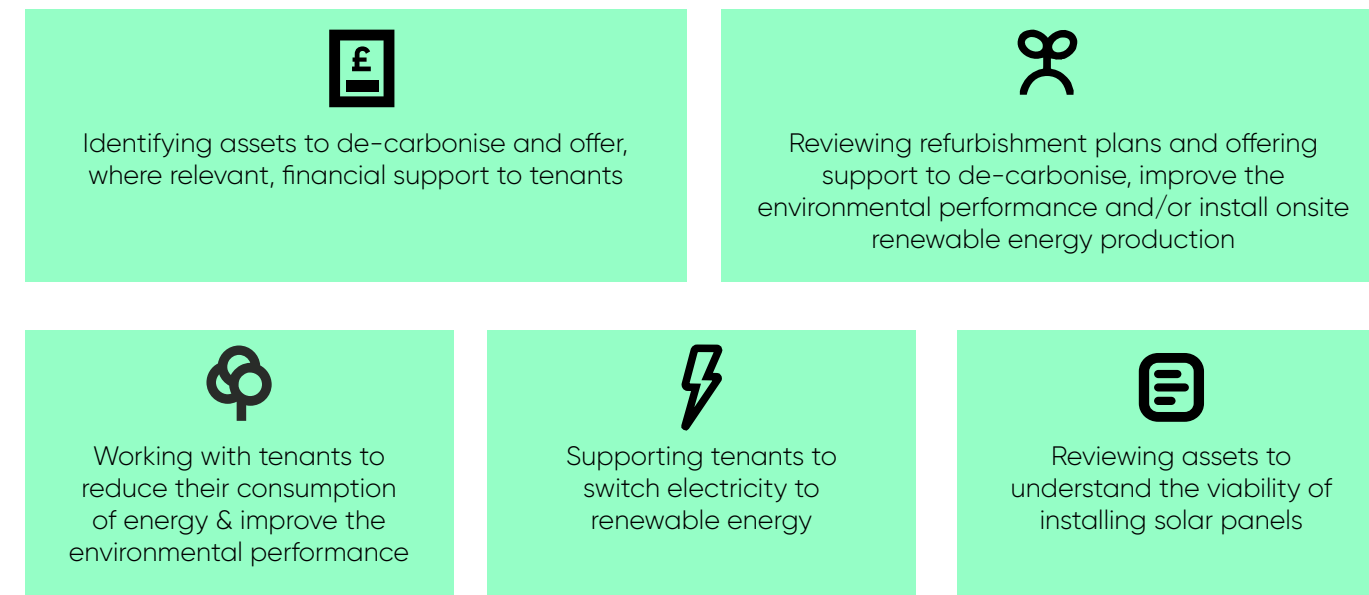 £
Identifying assets to de-carbonise and offer,
where relevant, financial support to tenants
Reviewing refurbishment plans and offering
support to de-carbonise, improve the
environmental performance and/or install onsite
renewable energy production
Working with tenants to
reduce their consumption
of energy & improve the
environmental performance
Supporting tenants to
switch electricity to
renewable energy
Reviewing assets to
understand the viability of
installing solar panels